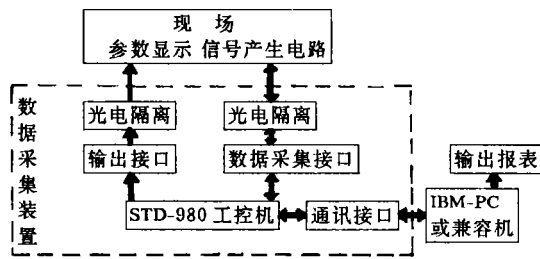 现 场
参数显示 信号产生电路
数据采集装置
光电隔离
光电隔离
输出接口
数据采集接口
输出报表
STD-980 工控机
通讯接口
IBM-PC
或兼容机